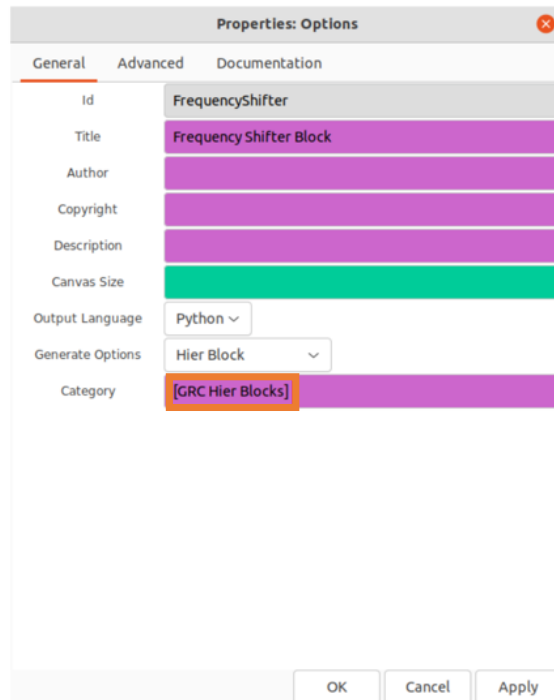 Properties: Options
General Advanced Documentation
Id FrequencyShifter
Title Frequency Shifter Block
Author
Copyright
Description
Canvas Size
Output Language Python
Generate Options Hier Block
Category [GRC Hier Blocks]
OK Cancel Apply